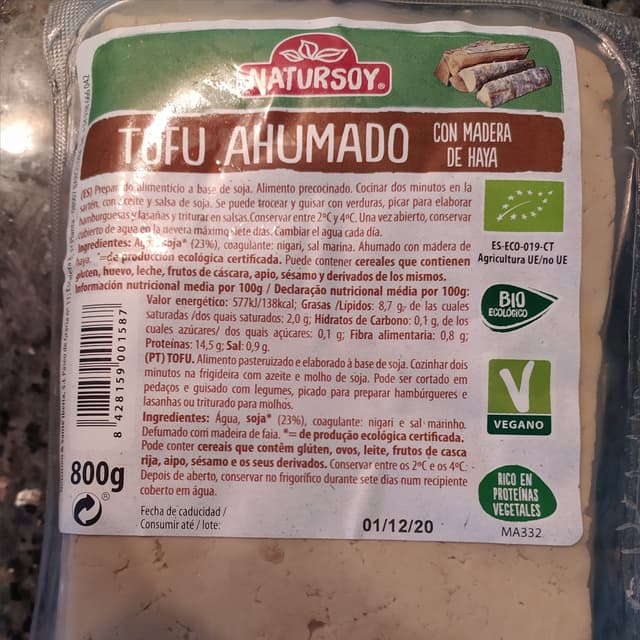 NATURSOY®
TOFU AHUMADO
CON MADERA
DE HAYA
(ES) Preparado alimenticio a base de soja. Alimento precocinado. Cocinar dos minutos en la
sartén, con aceite y salsa de soja. Se puede trocear y guisar con verduras, picar para elaborar
hamburguesas y lasañas y triturar en salsas. Conservar entre 2ºC y 4ºC. Una vez abierto, conservar
cubierto de agua en la nevera máximo siete días. Cambiar el agua cada día.
Ingredientes: Agua, soja* (23%), coagulante: nigari, sal marina. Ahumado con madera de
haya. *=de producción ecológica certificada. Puede contener cereales que contienen
gluten, huevo, leche, frutos de cáscara, apio, sésamo y derivados de los mismos.
Información nutricional media por 100g / Declaração nutricional média por 100g:
Valor energético: 577kJ/138kcal; Grasas /Lípidos: 8,7 g, de las cuales
saturadas /dos quais saturados: 2,0 g; Hidratos de Carbono: 0,1 g, de los
cuales azúcares/ dos quais açúcares: 0,1 g; Fibra alimentaria: 0,8 g;
Proteínas: 14,5 g; Sal: 0,9 g.
(PT) TOFU. Alimento pasteurizado e elaborado à base de soja. Cozinhar dois
minutos na frigideira com azeite e molho de soja. Pode ser cortado em
pedaços e guisado com legumes, picado para preparar hambúrgueres e
lasanhas ou triturado para molhos.
Ingredientes: Água, soja* (23%), coagulante: nigari e sal marinho.
Defumado com madeira de faia. *= de produção ecológica certificada.
Pode conter cereais que contêm glúten, ovos, leite, frutos de casca
rija, aipo, sésamo e os seus derivados. Conservar entre os 2ºC e os 4ºC.
Depois de aberto, conservar no frigorífico durante sete dias num recipiente
coberto em água.
8 428159 001587
800g
®
Fecha de caducidad /
Consumir até / lote:
01/12/20
ES-ECO-019-CT
Agricultura UE/no UE
BIO
ECOLÓGICO
V
VEGANO
RICO EN
PROTEÍNAS
VEGETALES
MA332